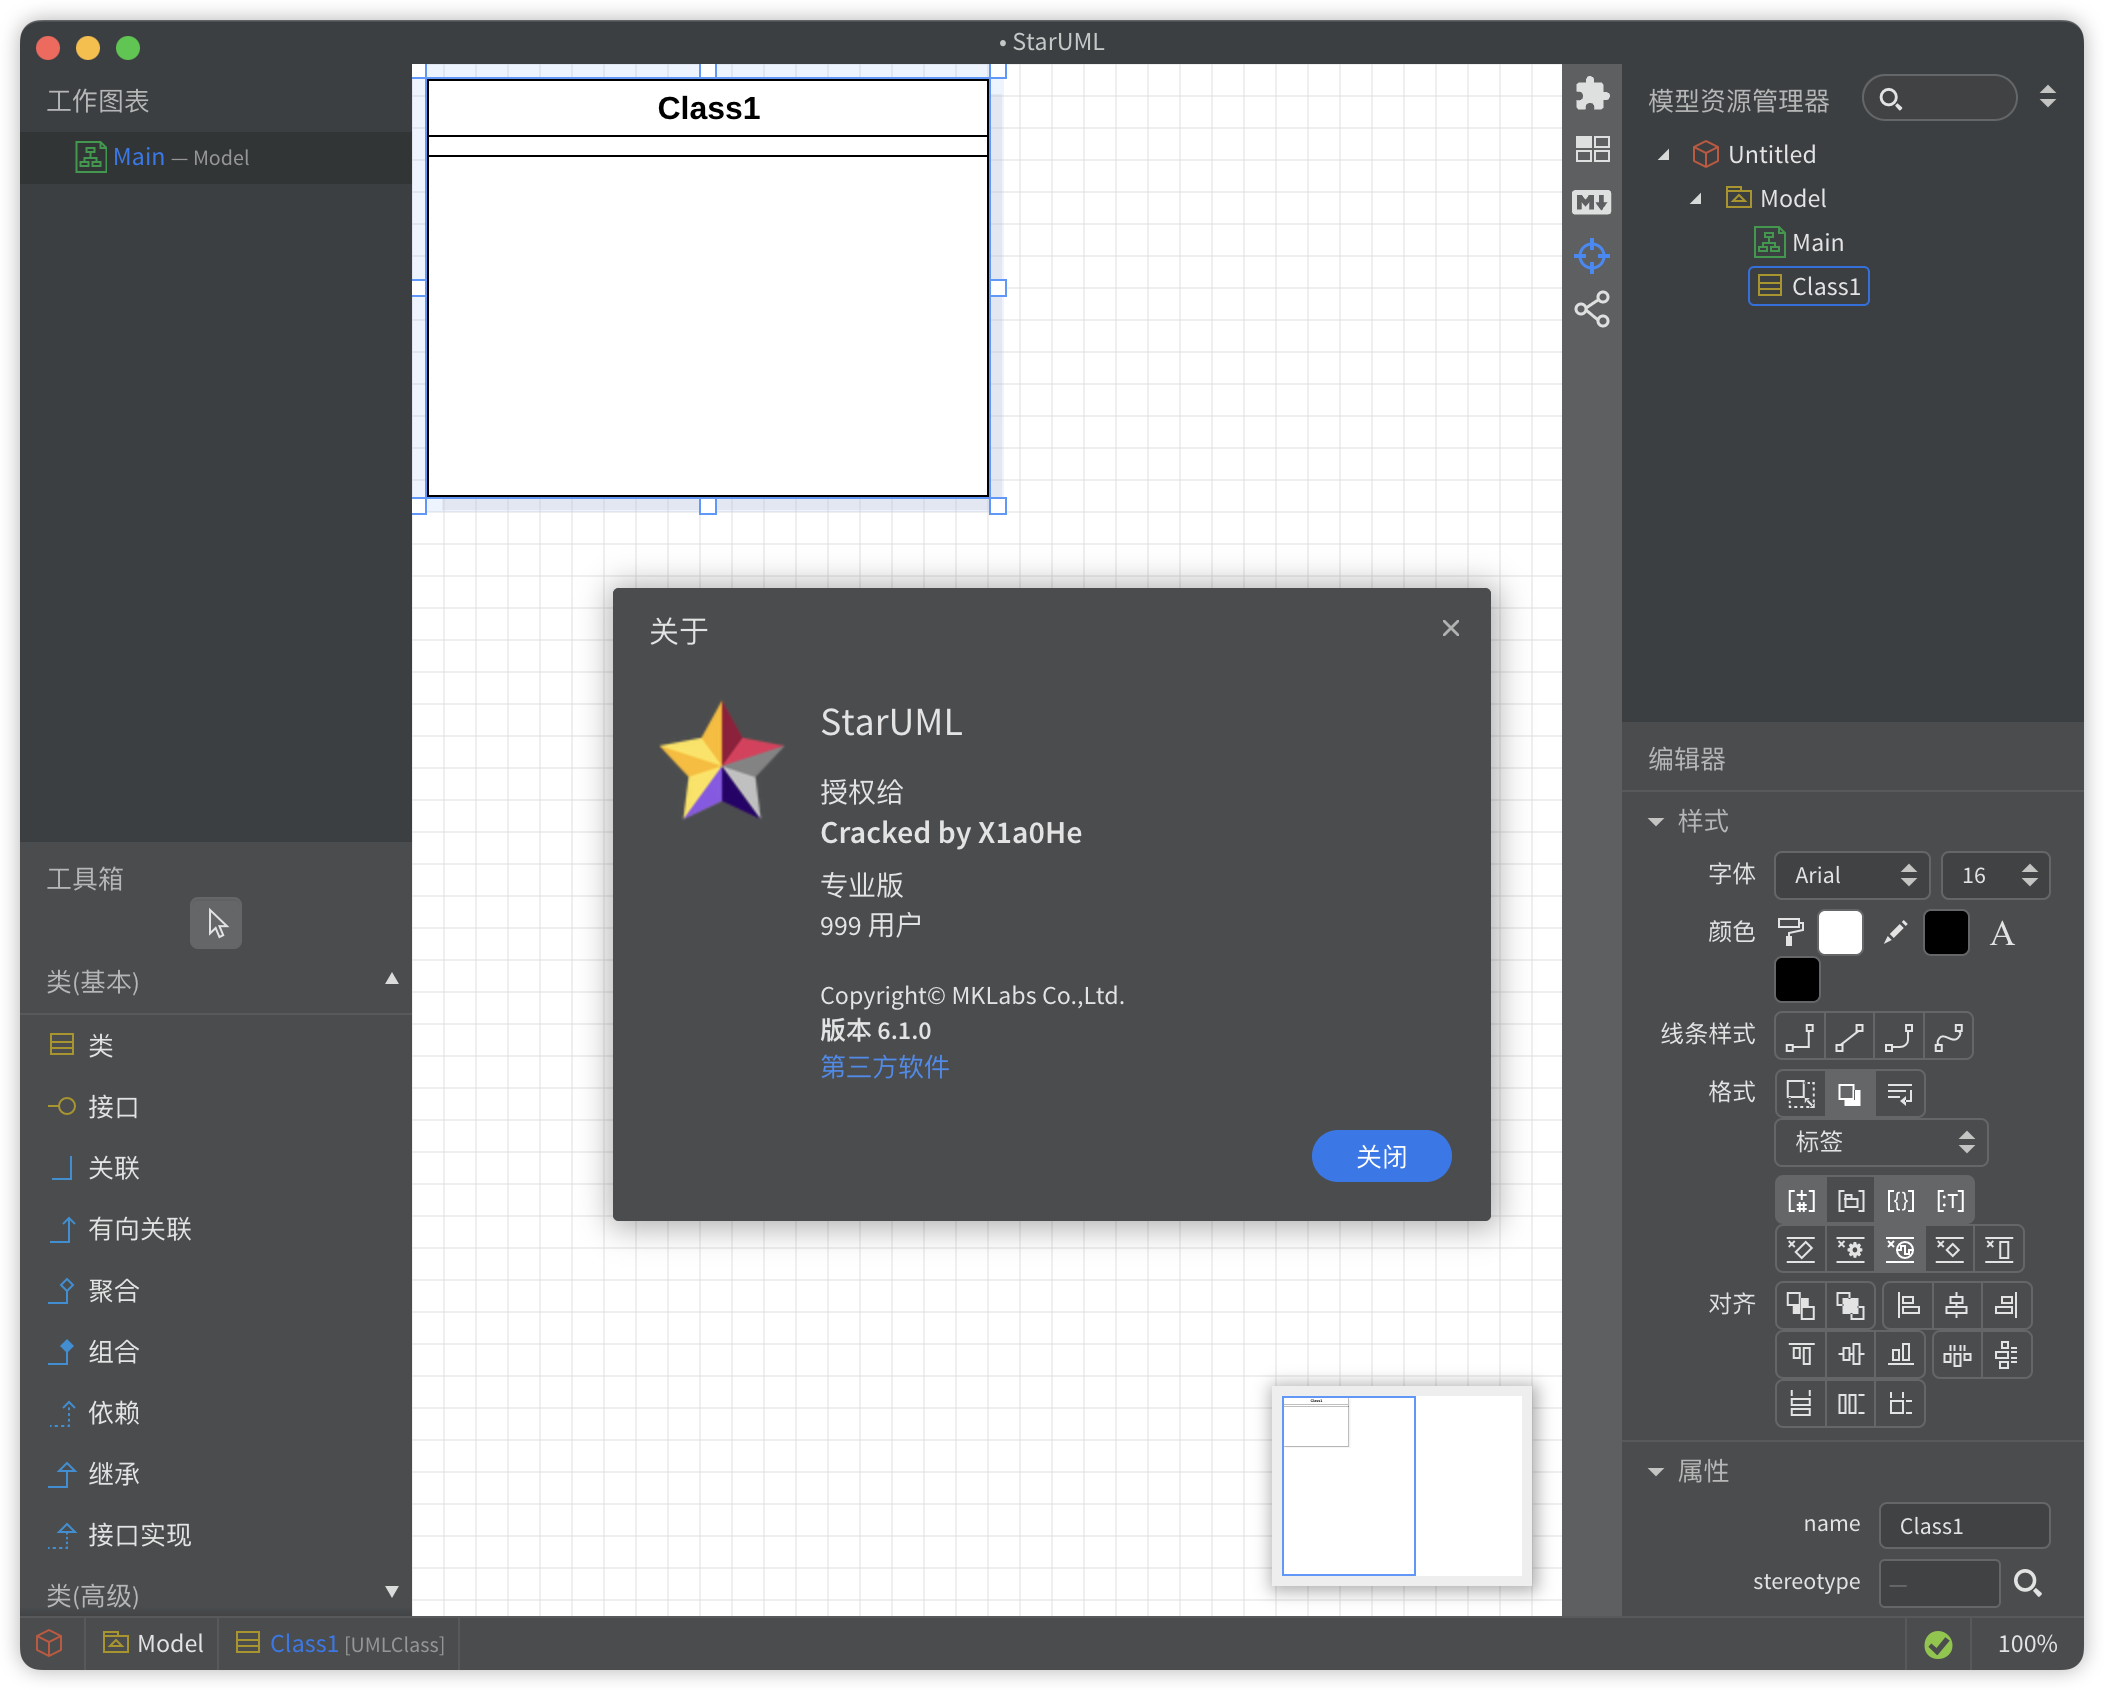 • StarUML
工作图表
Main — Model
工具箱
类(基本)
类
接口
关联
有向关联
聚合
组合
依赖
继承
接口实现
类(高级)
Class1
关于
StarUML
授权给
Cracked by X1a0He
专业版
999 用户
Copyright© MKLabs Co.,Ltd.
版本 6.1.0
第三方软件
关闭
Class1
模型资源管理器
Untitled
Model
Main
Class1
编辑器
样式
字体 Arial 16
颜色 A
线条样式
格式
标签
对齐
属性
name Class1
stereotype —
Model Class1 [UMLClass] 100%